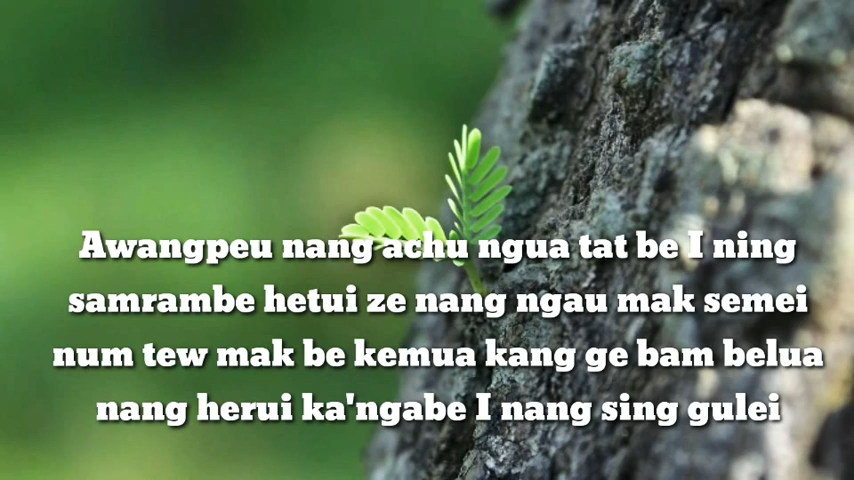 Awangpeu nang achu ngua tat be I ning
samrambe hetui ze nang ngau mak semei
num tew mak be kemua kang ge bam belua
nang herui ka'ngabe I nang sing gulei